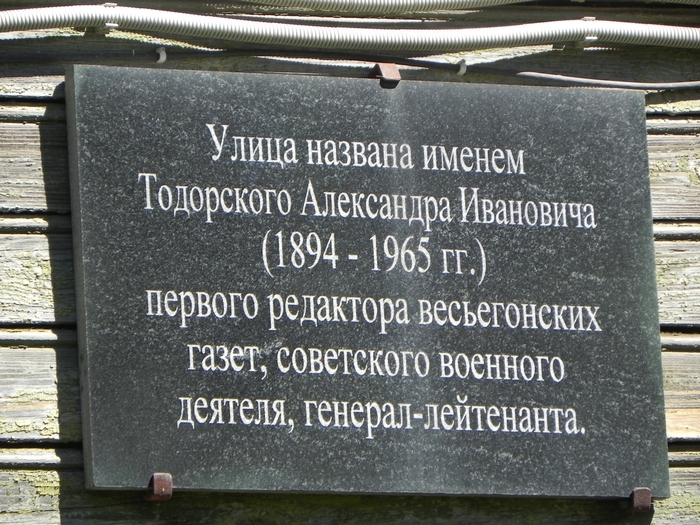 Улица названа именем
Тодорского Александра Ивановича
(1894 - 1965 гг.)
первого редактора весьегонских
газет, советского военного
деятеля, генерал-лейтенанта.